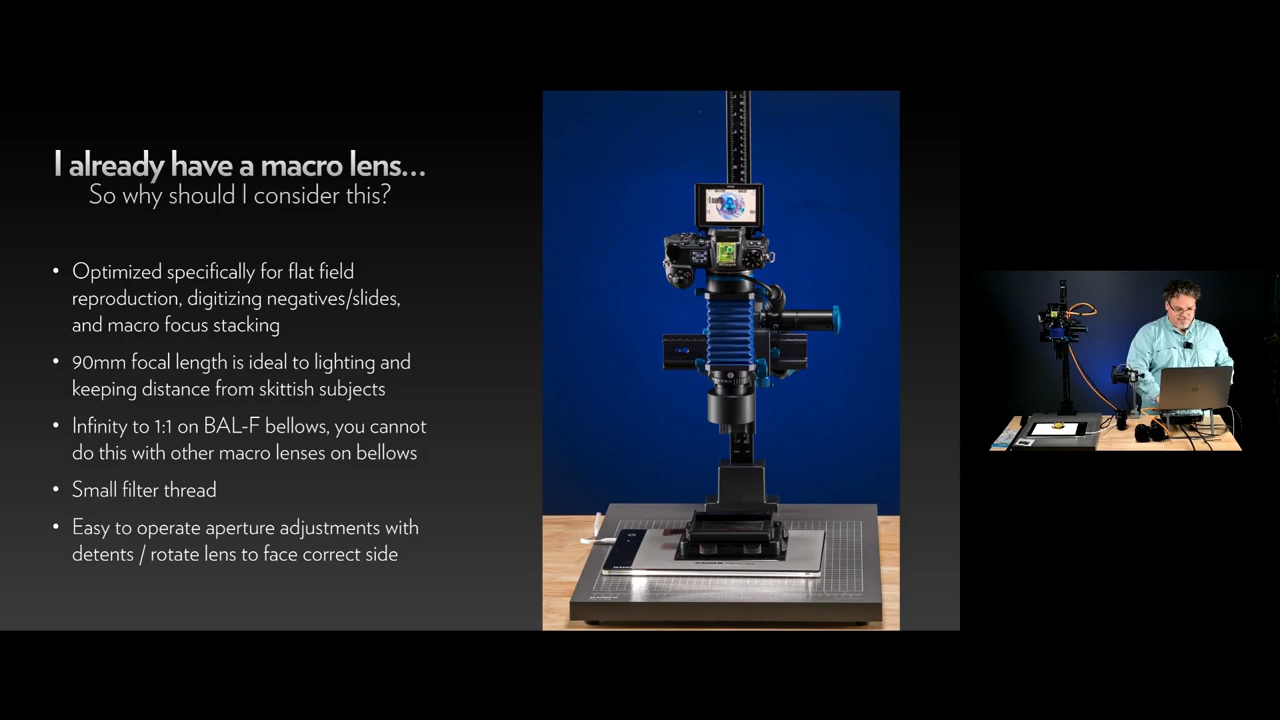 I already have a macro lens...
So why should I consider this?
• Optimized specifically for flat field
reproduction, digitizing negatives/slides,
and macro focus stacking
• 90mm focal length is ideal to lighting and
keeping distance from skittish subjects
• Infinity to 1:1 on BAL-F bellows, you cannot
do this with other macro lenses on bellows
• Small filter thread
• Easy to operate aperture adjustments with
detents / rotate lens to face correct side